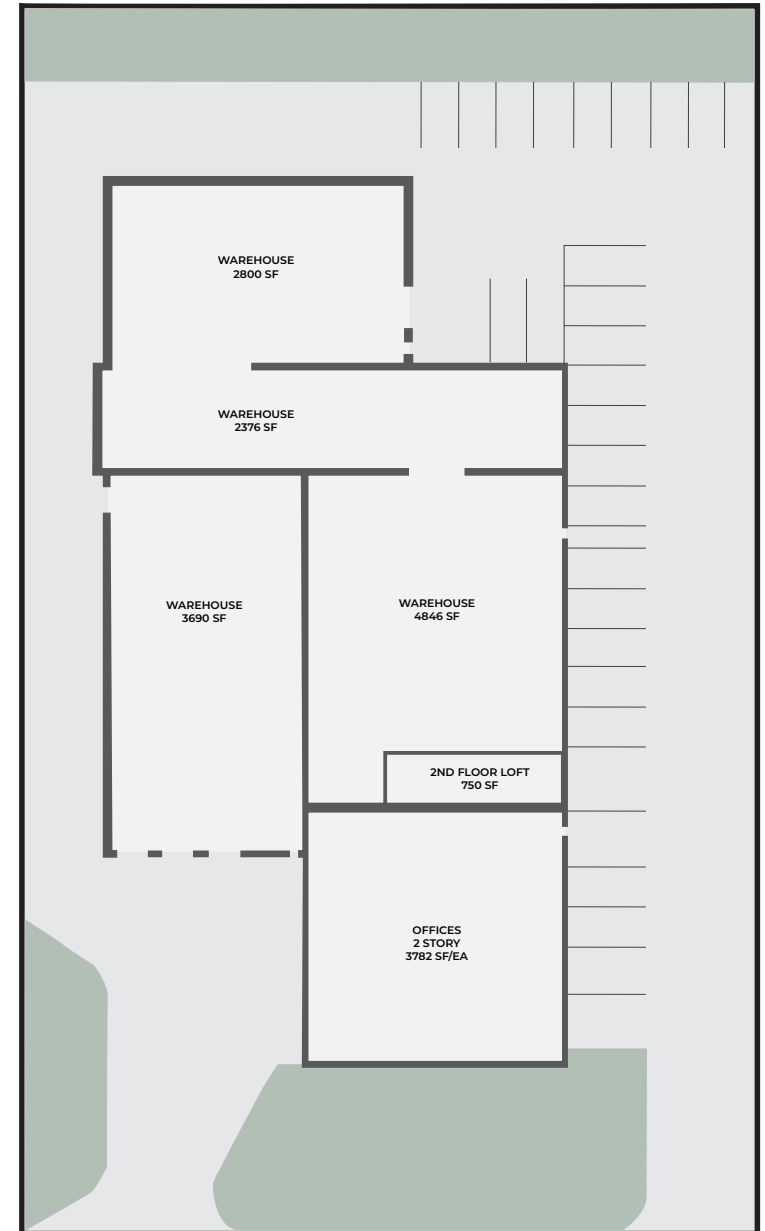 WAREHOUSE
2800 SF
WAREHOUSE
2376 SF
WAREHOUSE
3690 SF
WAREHOUSE
4846 SF
2ND FLOOR LOFT
750 SF
OFFICES
2 STORY
3782 SF/EA